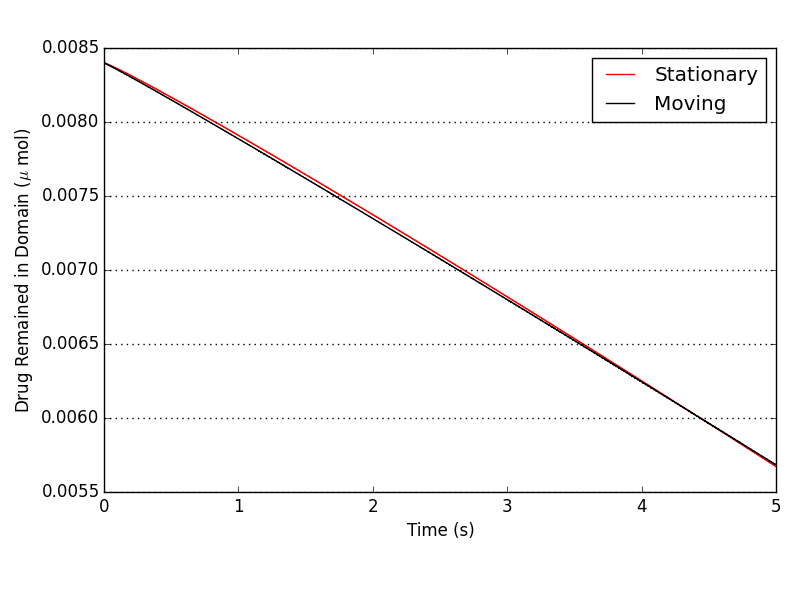 0.0085
0.0080
0.0075
0.0070
0.0065
0.0060
0.0055
Drug Remained in Domain (μ mol)
Stationary
Moving
0 1 2 3 4 5
Time (s)